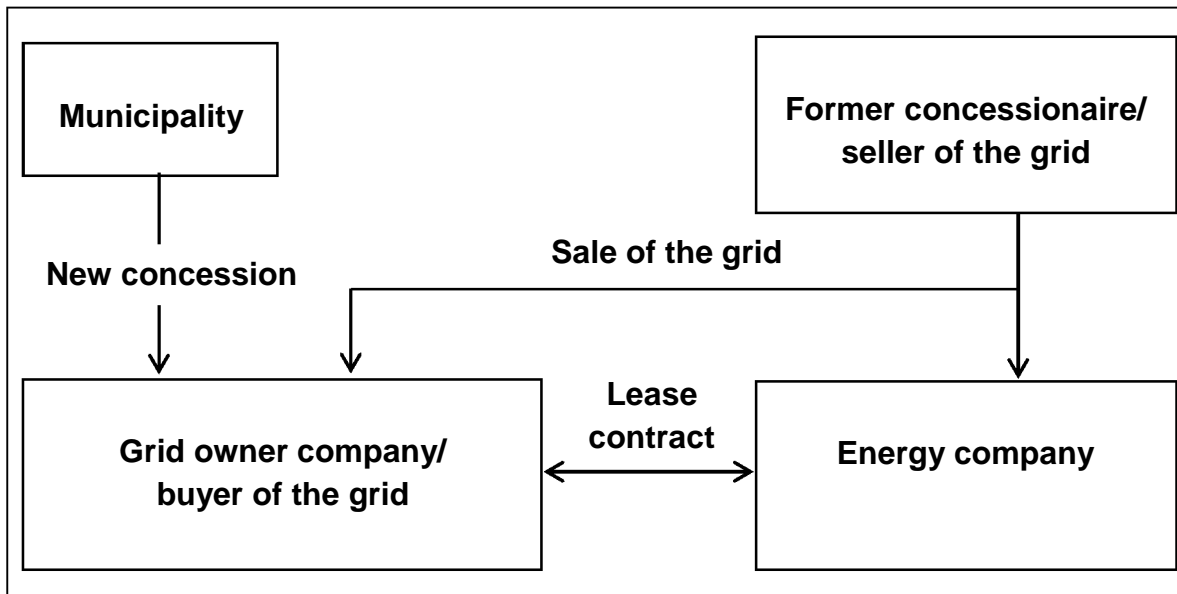 Municipality
Former concessionaire/
seller of the grid
Sale of the grid
New concession
Lease
contract
Grid owner company/
buyer of the grid
Energy company